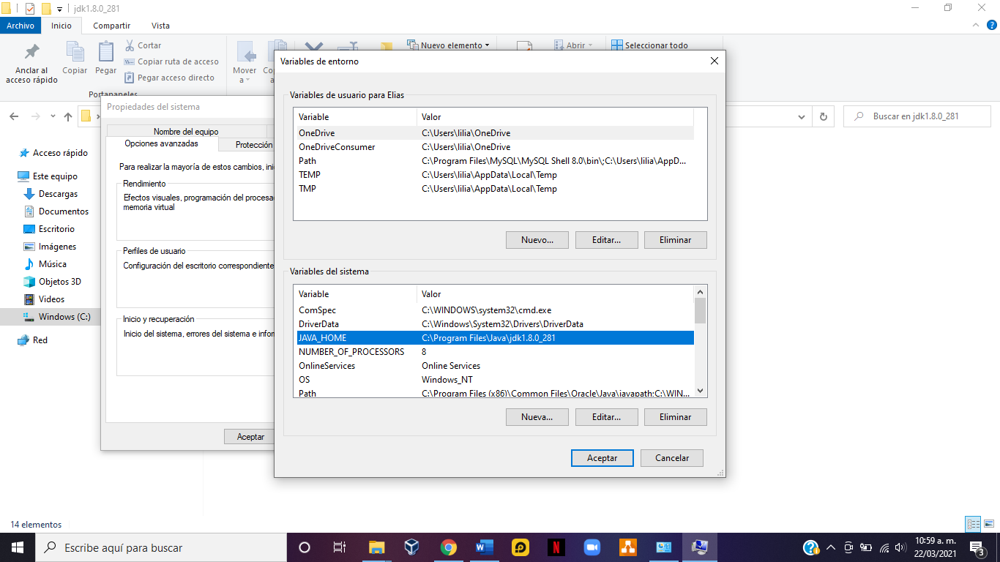 jdk1.8.0_281
Archivo Inicio Compartir Vista
Anclar al acceso rápido
Copiar
Pegar
Cortar
Copiar ruta de acceso
Pegar acceso directo
Portapapeles
Mover a
Nuevo elemento
Abrir
Seleccionar todo
Buscar en jdk1.8.0_281
Acceso rápido
Este equipo
Descargas
Documentos
Escritorio
Imágenes
Música
Objetos 3D
Videos
Windows (C:)
Red
14 elementos
Propiedades del sistema
Nombre del equipo
Opciones avanzadas
Protección
Para realizar la mayoría de estos cambios, ini
Rendimiento
Efectos visuales, programación del procesa
memoria virtual
Perfiles de usuario
Configuración del escritorio correspondiente
Inicio y recuperación
Inicio del sistema, errores del sistema e infor
Aceptar
Variables de entorno
Variables de usuario para Elias
Variable Valor
OneDrive C:\Users\lilia\OneDrive
OneDriveConsumer C:\Users\lilia\OneDrive
Path C:\Program Files\MySQL\MySQL Shell 8.0\bin\;C:\Users\lilia\AppD...
TEMP C:\Users\lilia\AppData\Local\Temp
TMP C:\Users\lilia\AppData\Local\Temp
Nuevo... Editar... Eliminar
Variables del sistema
Variable Valor
ComSpec C:\WINDOWS\system32\cmd.exe
DriverData C:\Windows\System32\Drivers\DriverData
JAVA_HOME C:\Program Files\Java\jdk1.8.0_281
NUMBER_OF_PROCESSORS 8
OnlineServices Online Services
OS Windows_NT
Path C:\Program Files (x86)\Common Files\Oracle\Java\javapath;C:\WIN...
Nueva... Editar... Eliminar
Aceptar Cancelar
Escribe aquí para buscar
10:59 a. m.
22/03/2021
3